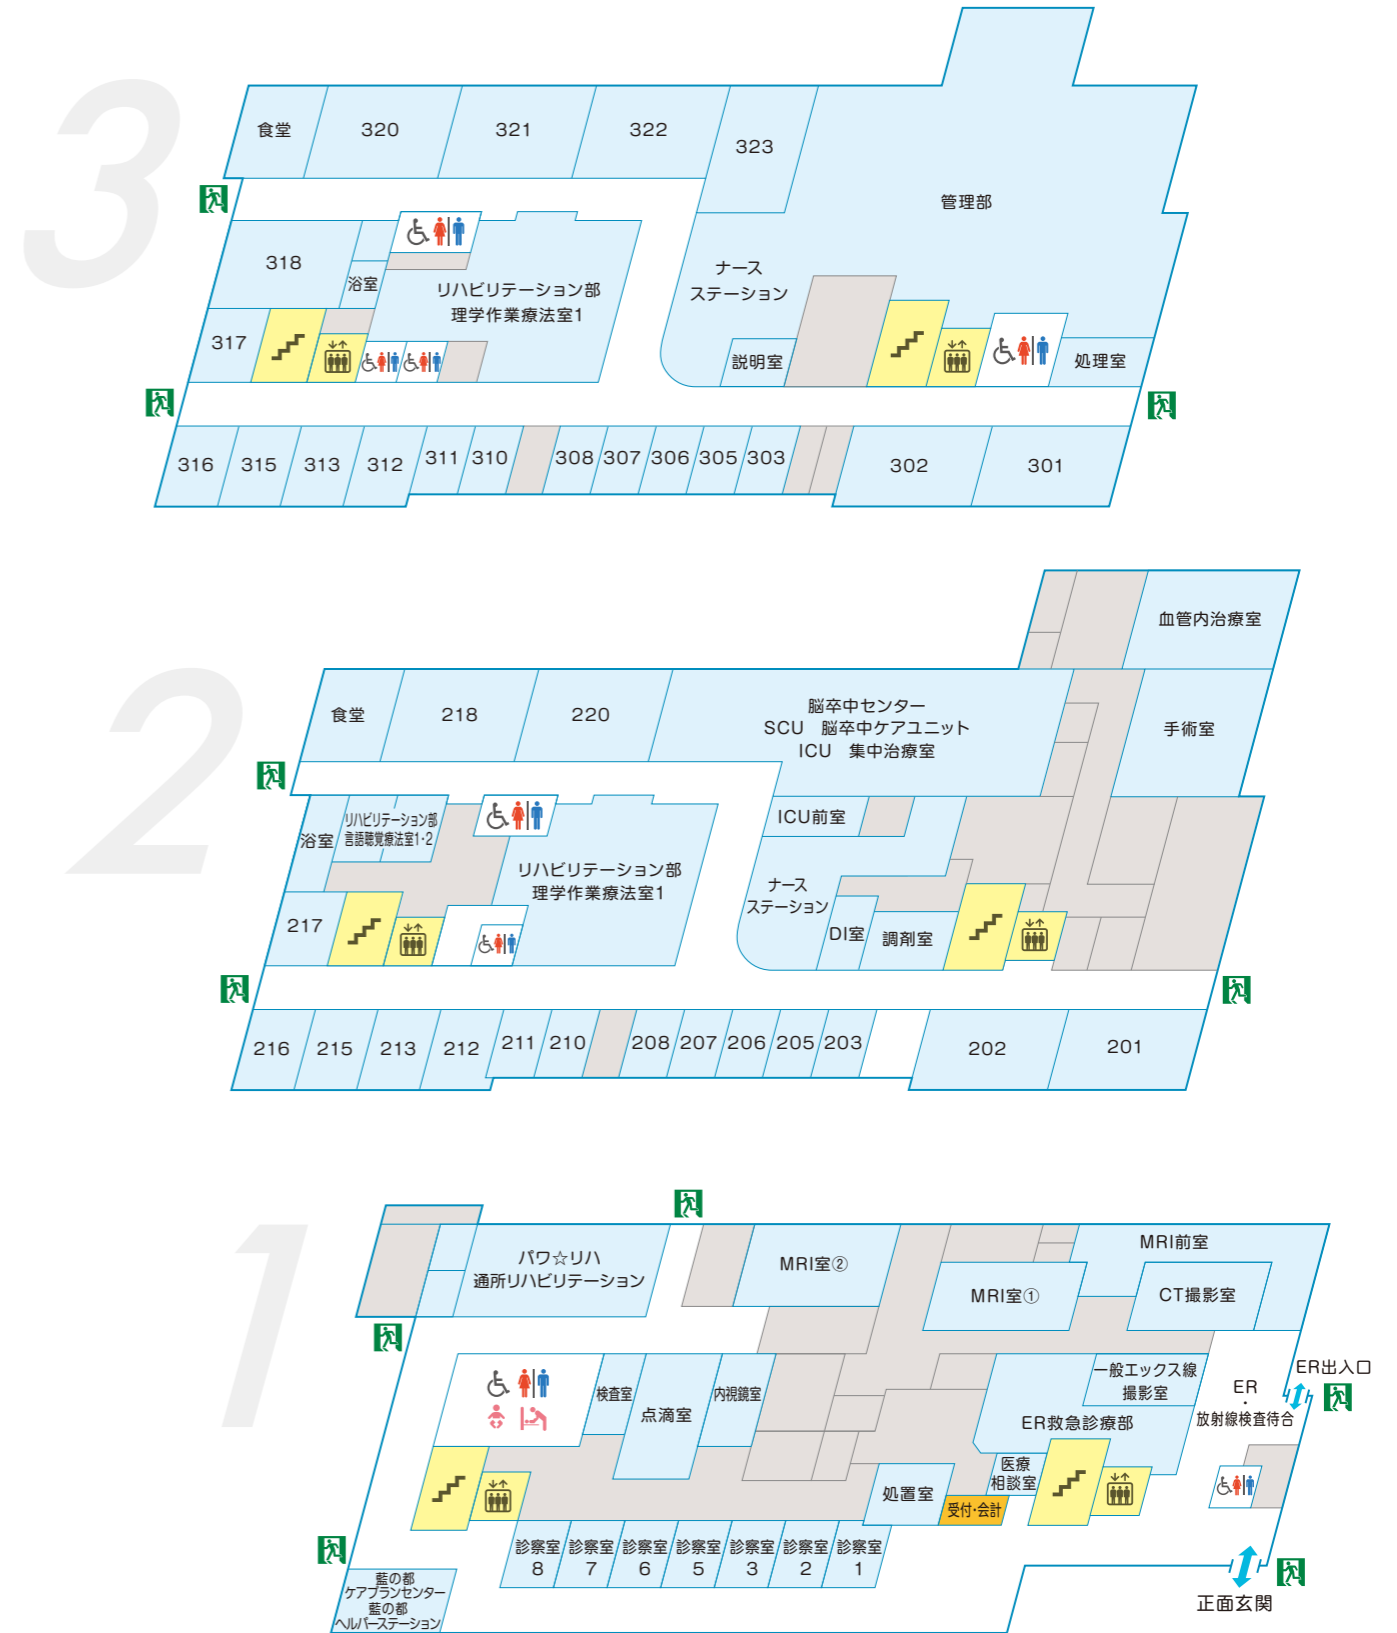 3
食堂
320
321
322
323
管理部
318
浴室
リハビリテーション部
理学作業療法室1
ナース
ステーション
317
説明室
処理室
316
315
313
312
311
310
308
307
306
305
303
302
301
2
血管内治療室
食堂
218
220
脳卒中センター
SCU 脳卒中ケアユニット
ICU 集中治療室
手術室
浴室
リハビリテーション部
言語聴覚療法室1・2
ICU前室
リハビリテーション部
理学作業療法室1
ナース
ステーション
217
DI室
調剤室
216
215
213
212
211
210
208
207
206
205
203
202
201
1
パワ☆リハ
通所リハビリテーション
MRI室②
MRI前室
MRI室①
CT撮影室
検査室
点滴室
内視鏡室
一般エックス線
撮影室
ER救急診療部
ER
・
放射線検査待合
ER出入口
医療
相談室
処置室
受付・会計
診察室
8
診察室
7
診察室
6
診察室
5
診察室
3
診察室
2
診察室
1
藍の都
ケアプランセンター
藍の都
ヘルパーステーション
正面玄関